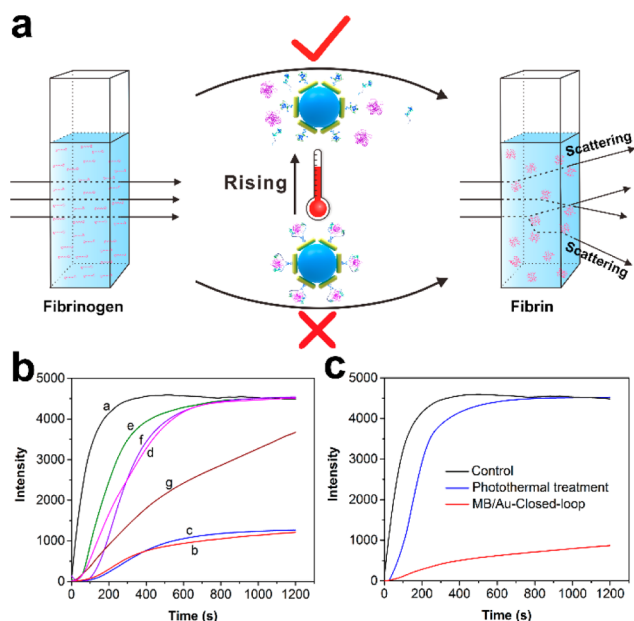 a
Rising
Scattering
Scattering
Fibrinogen
Fibrin
b
5000
4000
3000
2000
1000
0
Intensity
a
e
f
d
g
c
b
0 200 400 600 800 1000 1200
Time (s)
c
5000
4000
3000
2000
1000
0
Intensity
Control
Photothermal treatment
MB/Au-Closed-loop
0 200 400 600 800 1000 1200
Time (s)